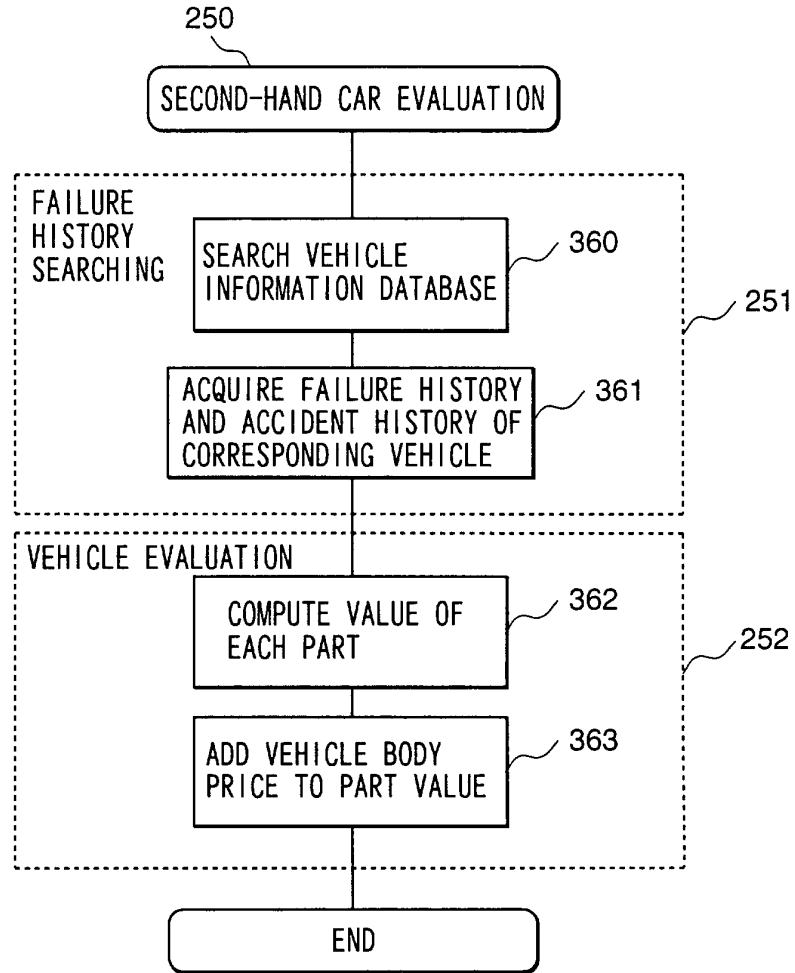 250
SECOND-HAND CAR EVALUATION
FAILURE
HISTORY
SEARCHING
SEARCH VEHICLE
INFORMATION DATABASE
360
251
ACQUIRE FAILURE HISTORY
AND ACCIDENT HISTORY OF
CORRESPONDING VEHICLE
361
VEHICLE EVALUATION
COMPUTE VALUE OF
EACH PART
362
252
ADD VEHICLE BODY
PRICE TO PART VALUE
363
END